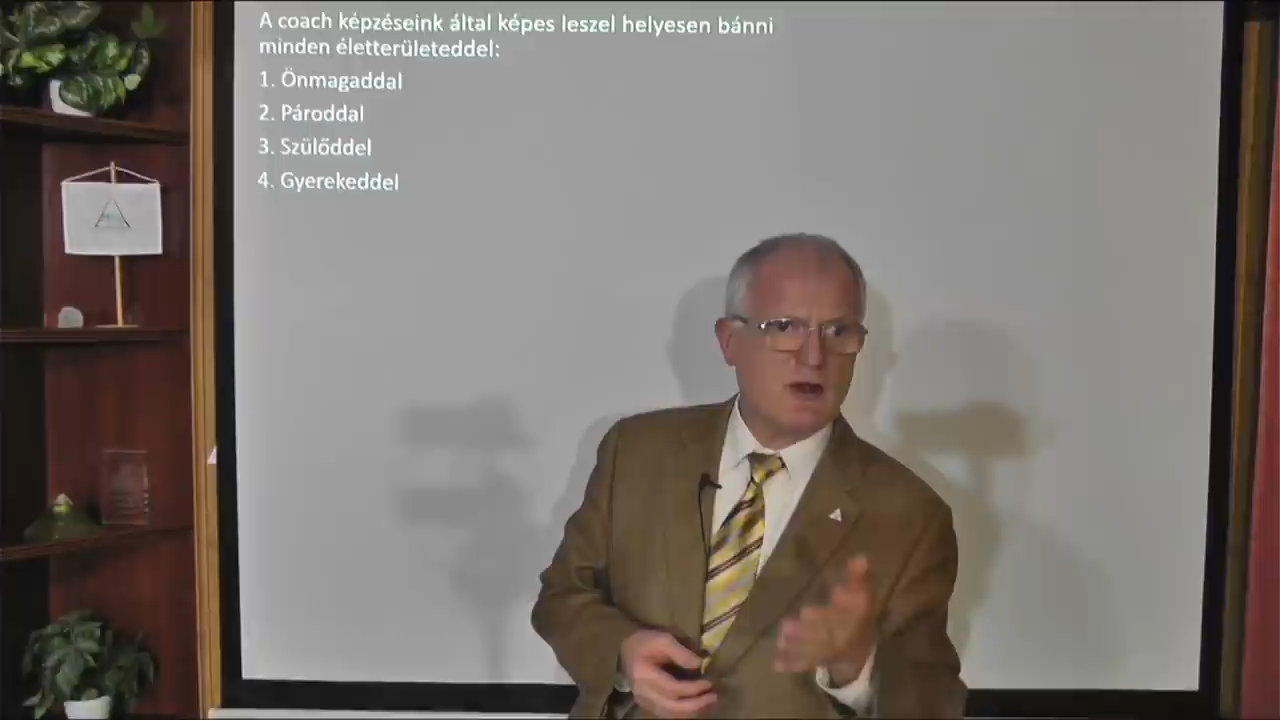 A coach képzéseink által képes leszel helyesen bánni
minden életterületeddel:
1. Önmagaddal
2. Pároddal
3. Szülőddel
4. Gyerekeddel